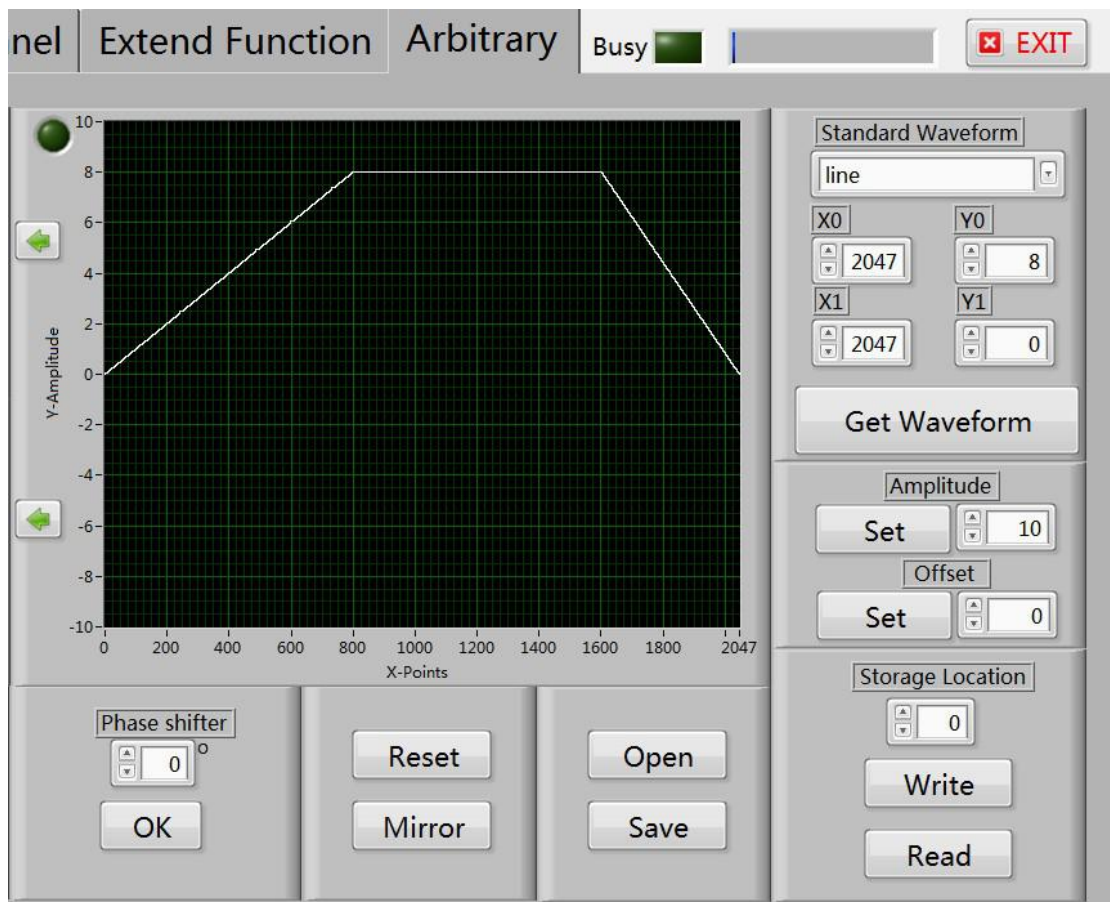 nel Extend Function Arbitrary Busy EXIT
10
8
6
4
2
0
-2
-4
-6
-8
-10
Y-Amplitude
0 200 400 600 800 1000 1200 1400 1600 1800 2047
X-Points
Standard Waveform
line
X0 Y0
2047 8
X1 Y1
2047 0
Get Waveform
Amplitude
Set 10
Offset
Set 0
Storage Location
0
Write
Read
Phase shifter
0 o
OK
Reset
Mirror
Open
Save